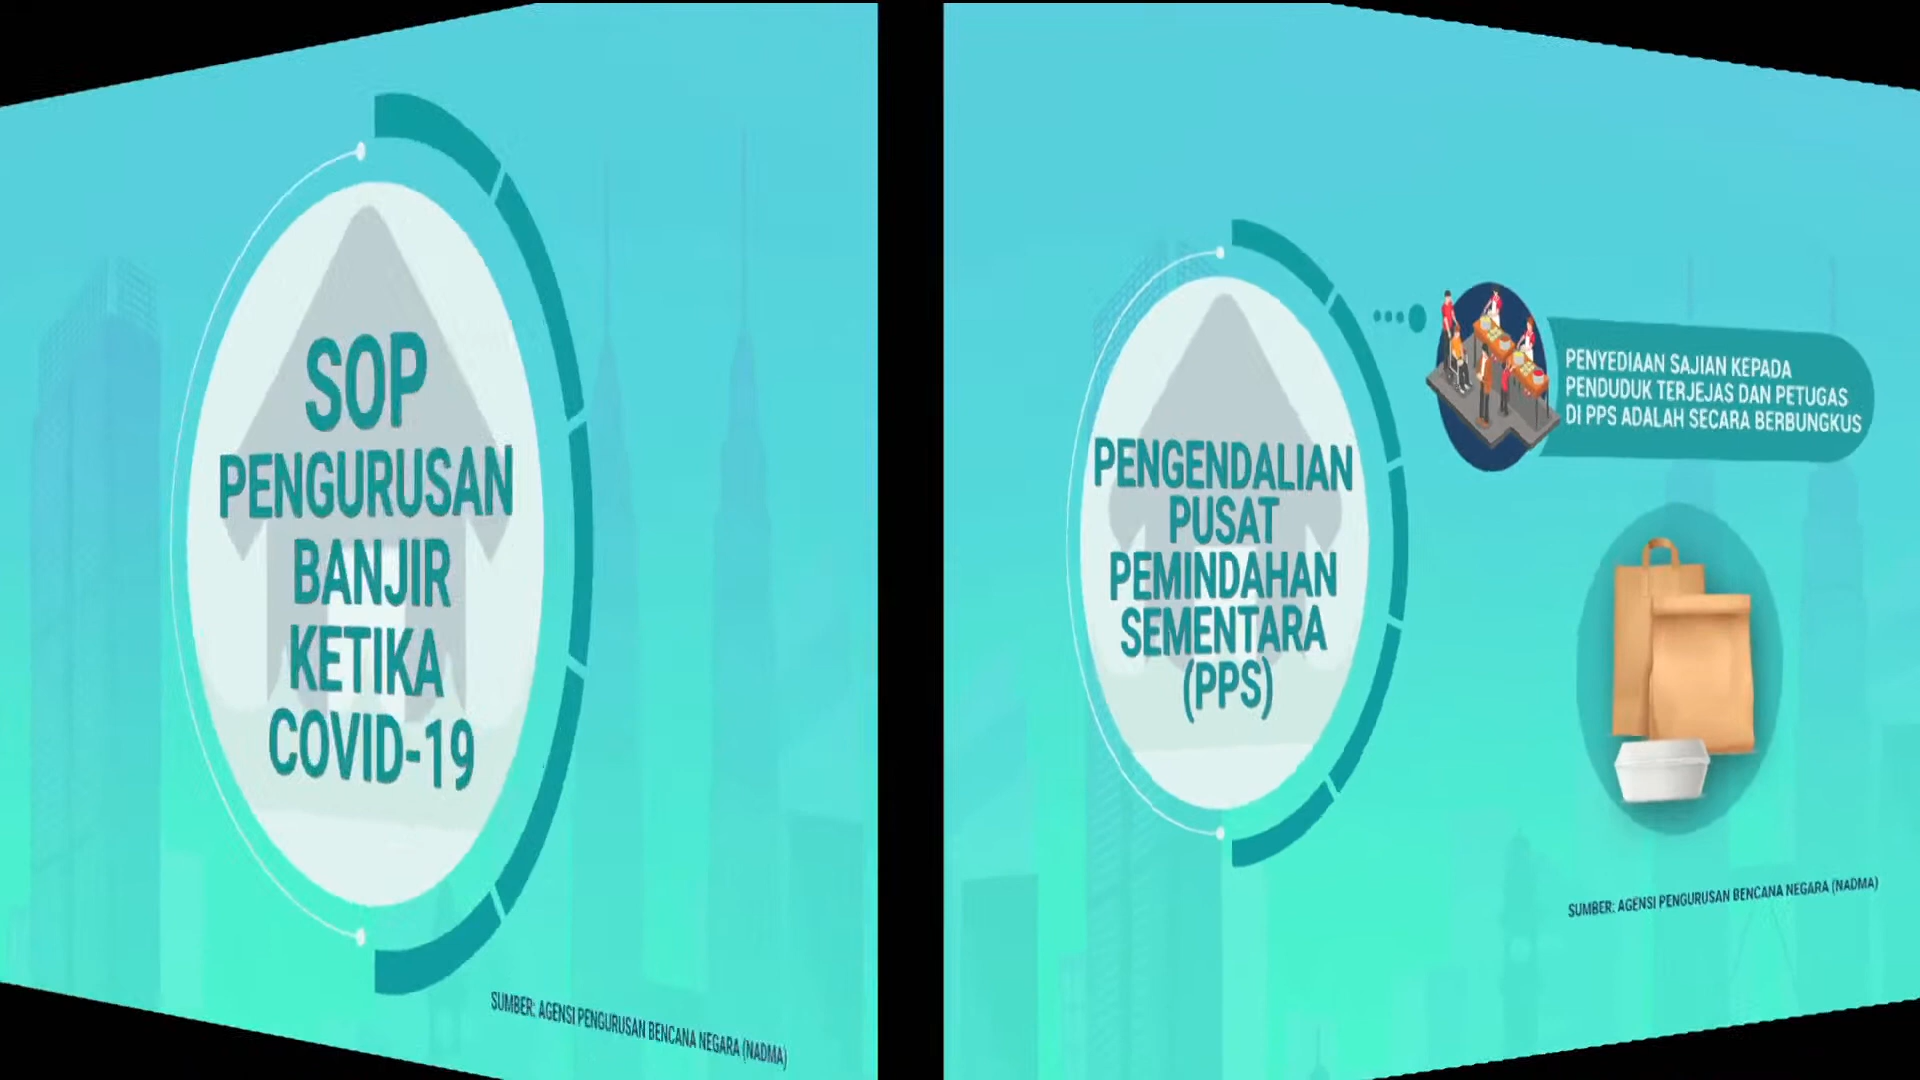 SOP
PENGURUSAN
BANJIR
KETIKA
COVID-19
SUMBER: AGENSI PENGURUSAN BENCANA NEGARA (NADMA)
PENGENDALIAN
PUSAT
PEMINDAHAN
SEMENTARA
(PPS)
PENYEDIAAN SAJIAN KEPADA
PENDUDUK TERJEJAS DAN PETUGAS
DI PPS ADALAH SECARA BERBUNGKUS
SUMBER: AGENSI PENGURUSAN BENCANA NEGARA (NADMA)